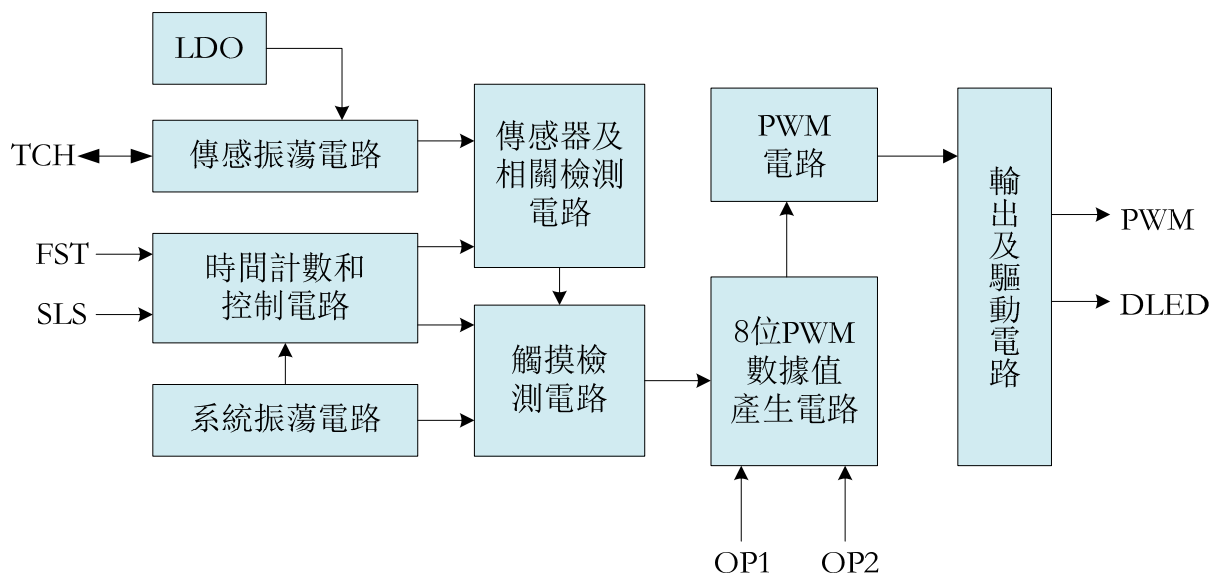 LDO
TCH
傳感振蕩電路
傳感器及
相關檢測
電路
PWM
電路
輸出及驅動電路
PWM
DLED
FST
SLS
時間計數和
控制電路
觸摸檢
測電路
8位PWM
數據值
產生電路
系統振蕩電路
OP1
OP2